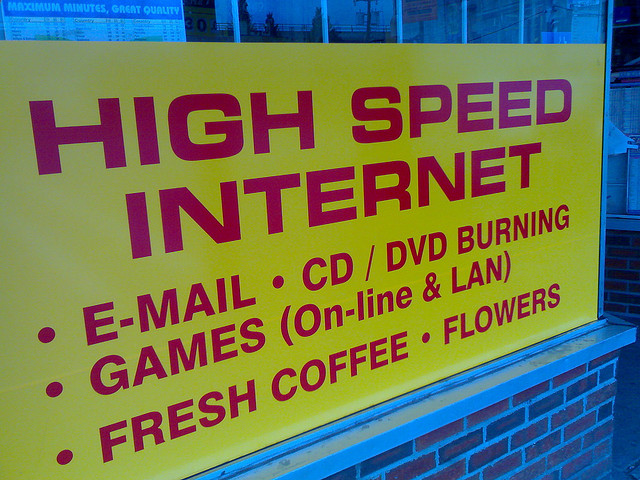 MAXIMUM MINUTES, GREAT QUALITY
HIGH SPEED
INTERNET
• E-MAIL • CD / DVD BURNING
• GAMES (On-line & LAN)
• FRESH COFFEE • FLOWERS